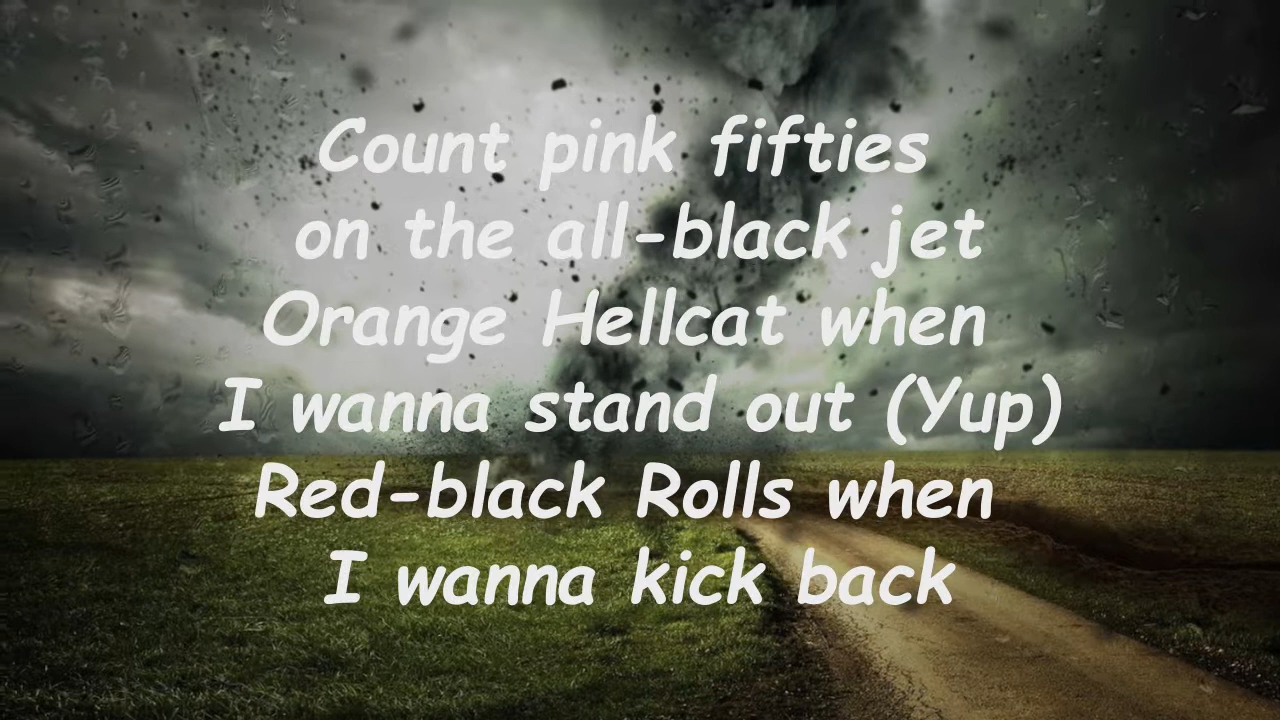 Count pink fifties
on the all-black jet
Orange Hellcat when
I wanna stand out (Yup)
Red-black Rolls when
I wanna kick back